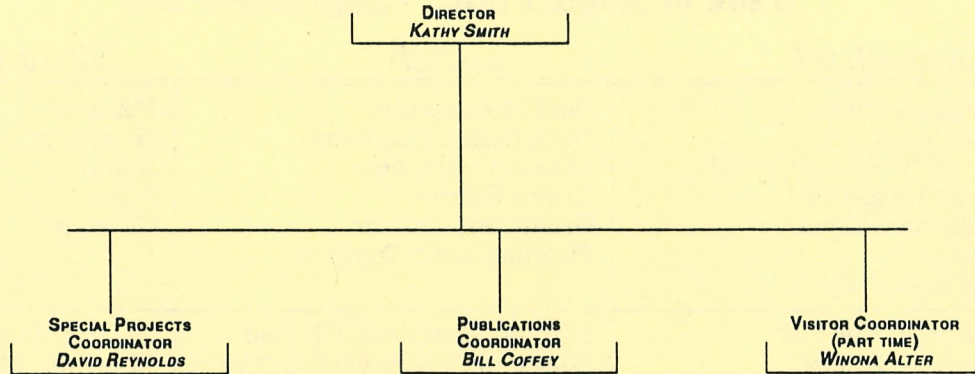 DIRECTOR
KATHY SMITH
SPECIAL PROJECTS
COORDINATOR
DAVID REYNOLDS
PUBLICATIONS
COORDINATOR
BILL COFFEY
VISITOR COORDINATOR
(PART TIME)
WINONA ALTER